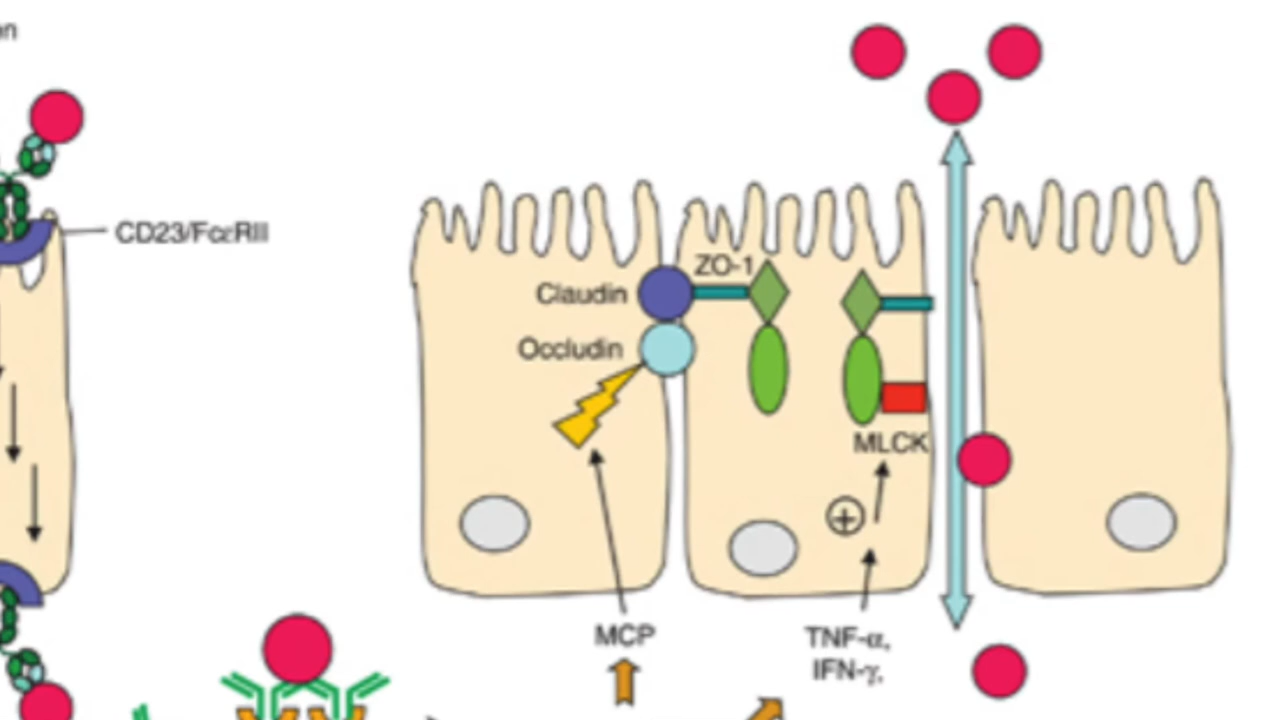 CD23/FcεRII
ZO-1
Claudin
Occludin
MLCK
MCP
TNF-α,
IFN-γ,